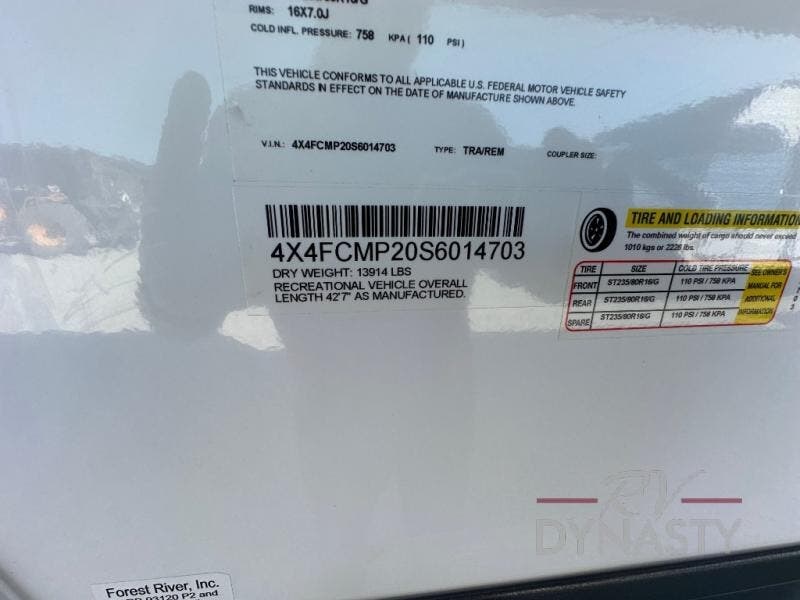 RIMS: 16X7.0J
COLD INFL. PRESSURE: 758 KPA ( 110 PSI)
THIS VEHICLE CONFORMS TO ALL APPLICABLE U.S. FEDERAL MOTOR VEHICLE SAFETY
STANDARDS IN EFFECT ON THE DATE OF MANUFACTURE SHOWN ABOVE.
V.I.N.: 4X4FCMP20S6014703 TYPE: TRA/REM COUPLER SIZE:
4X4FCMP20S6014703
DRY WEIGHT: 13914 LBS
RECREATIONAL VEHICLE OVERALL
LENGTH 42'7" AS MANUFACTURED.
TIRE AND LOADING INFORMATION
The combined weight of cargo should never exceed
1010 kgs or 2226 lbs.
TIRE SIZE COLD TIRE PRESSURE SEE OWNER'S
FRONT ST235/80R16/G 110 PSI / 758 KPA MANUAL FOR
REAR ST235/80R16/G 110 PSI / 758 KPA ADDITIONAL
SPARE ST235/80R16/G 110 PSI / 758 KPA INFORMATION
RV
DYNASTY
Forest River, Inc.
93120 P2 and